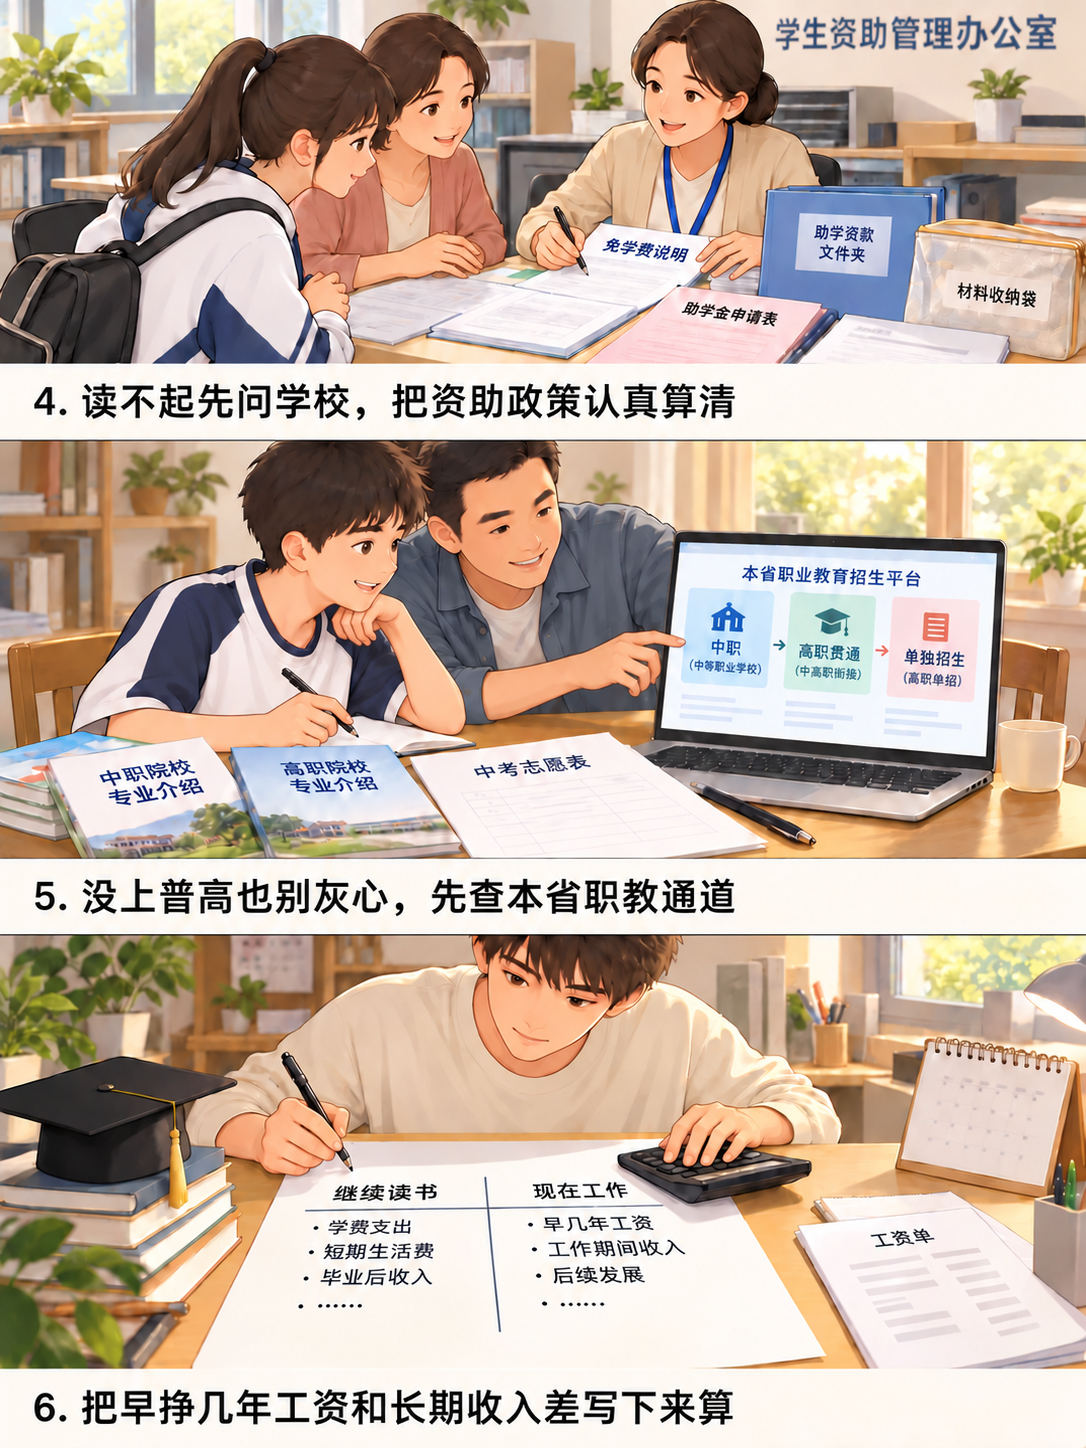 学生资助管理办公室
免学费说明
助学资款
文件夹
材料收纳袋
助学金申请表
4. 读不起先问学校，把资助政策认真算清
本省职业教育招生平台
中职
(中等职业学校)
高职贯通
(中高职衔接)
单独招生
(高职单招)
中职院校
专业介绍
高职院校
专业介绍
中考志愿表
5. 没上普高也别灰心，先查本省职教通道
继续读书
· 学费支出
· 短期生活费
· 毕业后收入
· ······
现在工作
· 早几年工资
· 工作期间收入
· 后续发展
· ······
工资单
6. 把早挣几年工资和长期收入差写下来算